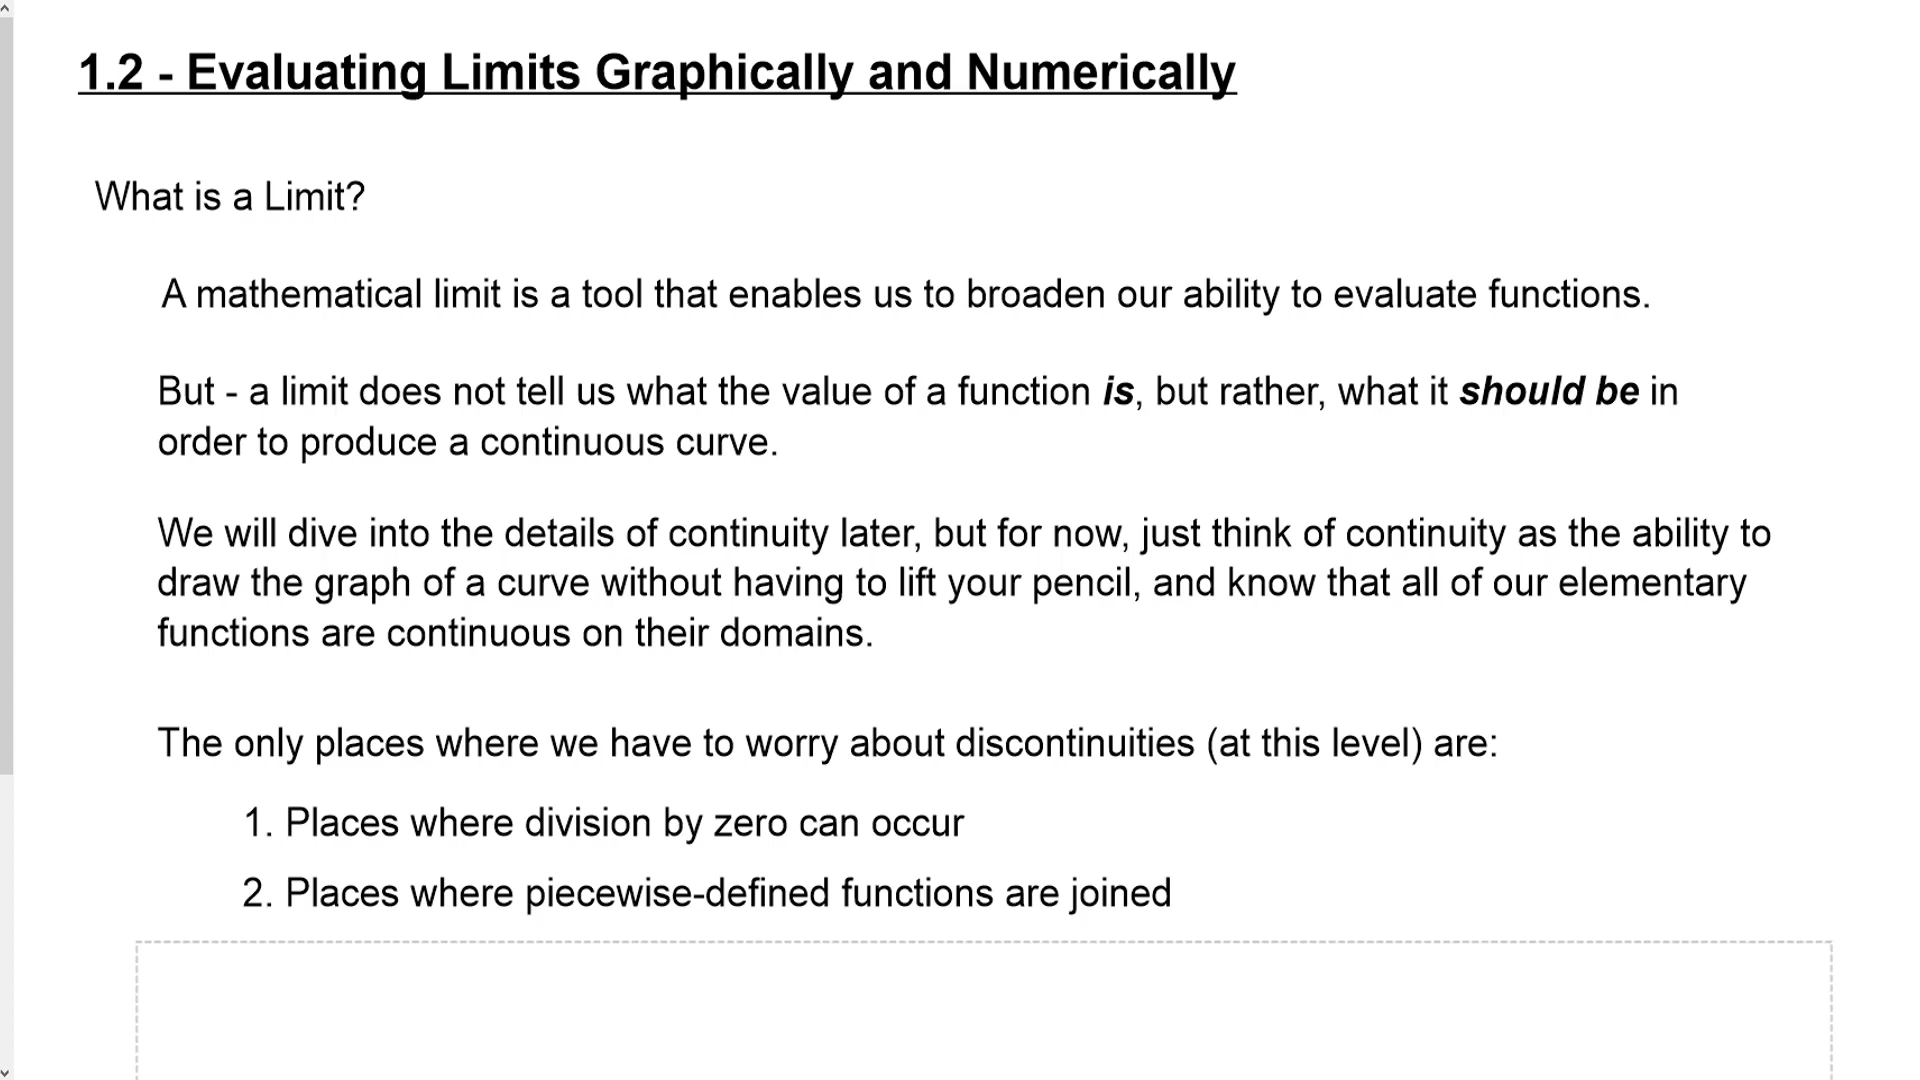 1.2 - Evaluating Limits Graphically and Numerically
What is a Limit?
A mathematical limit is a tool that enables us to broaden our ability to evaluate functions.
But - a limit does not tell us what the value of a function is, but rather, what it should be in
order to produce a continuous curve.
We will dive into the details of continuity later, but for now, just think of continuity as the ability to
draw the graph of a curve without having to lift your pencil, and know that all of our elementary
functions are continuous on their domains.
The only places where we have to worry about discontinuities (at this level) are:
1. Places where division by zero can occur
2. Places where piecewise-defined functions are joined